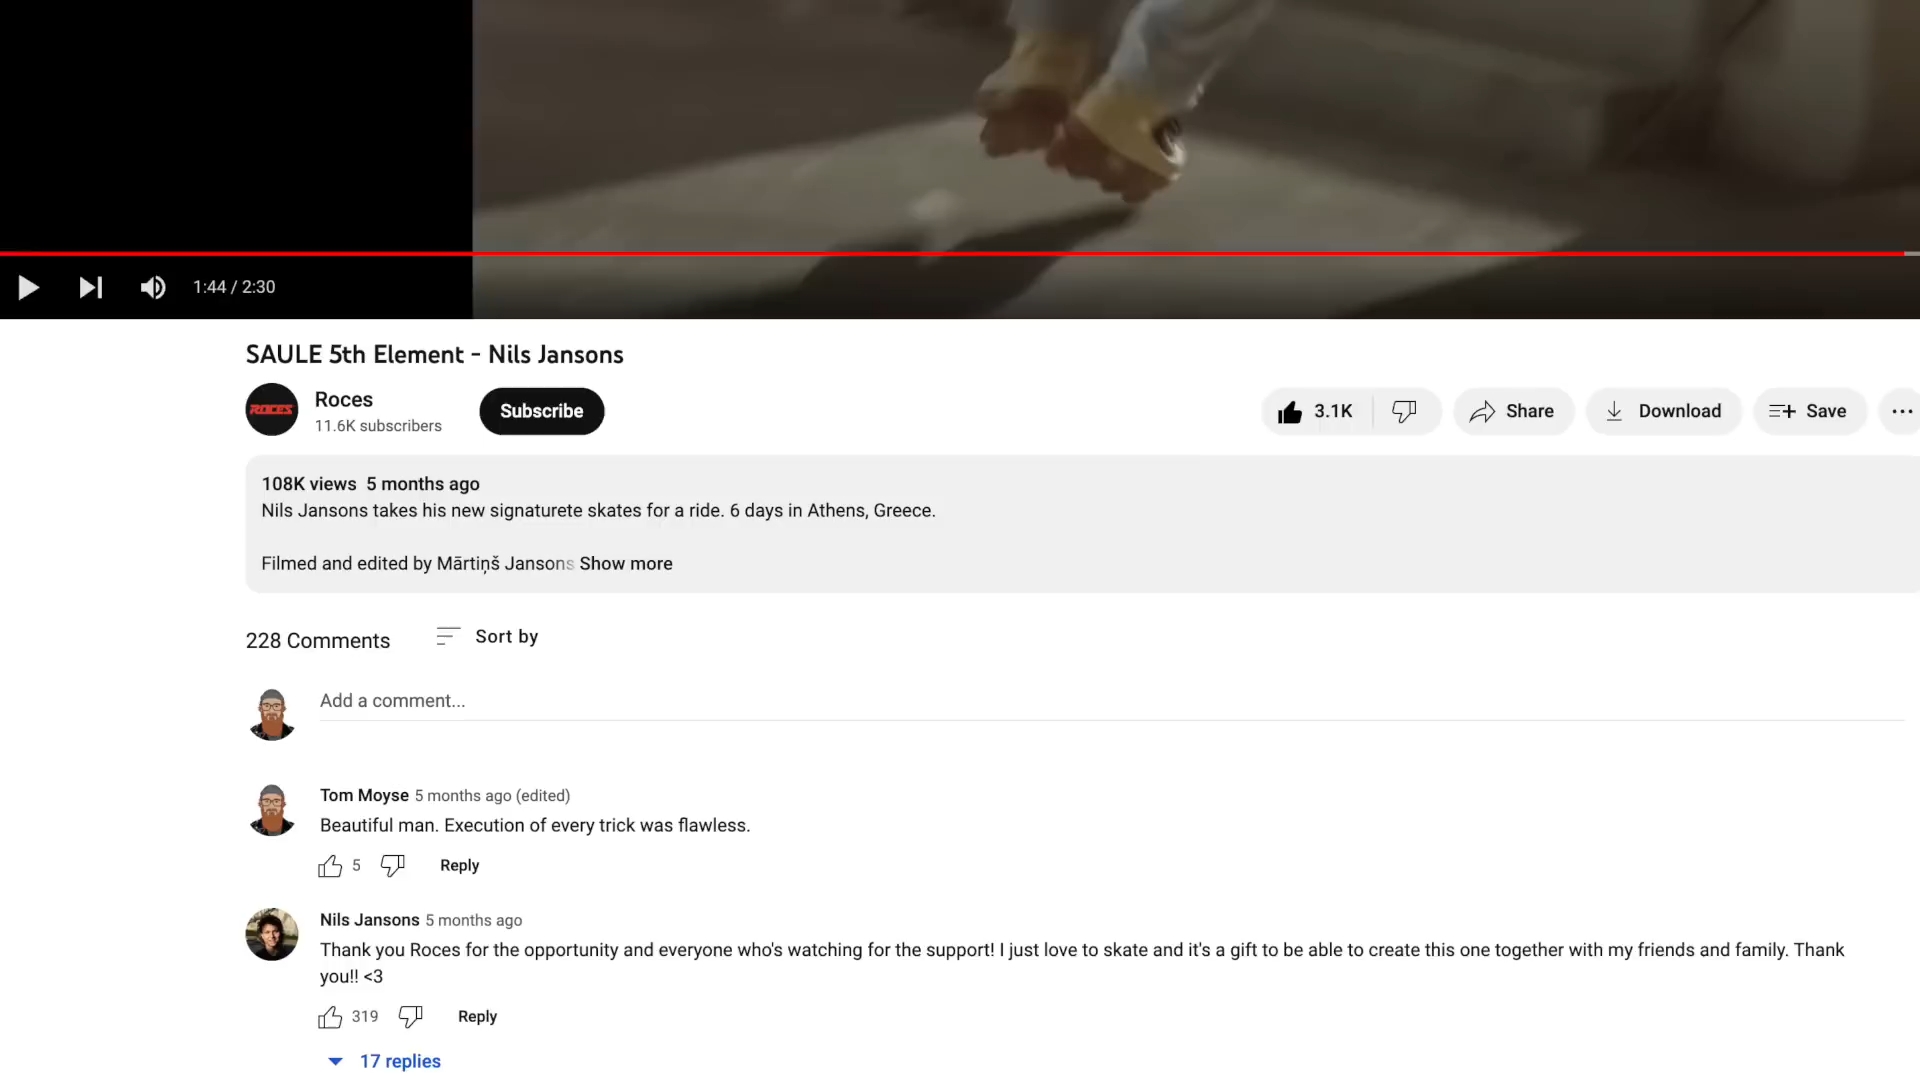 1:44 / 2:30
SAULE 5th Element - Nils Jansons
ROCES
Roces
11.6K subscribers
Subscribe
3.1K
Share
Download
Save
108K views 5 months ago
Nils Jansons takes his new signaturete skates for a ride. 6 days in Athens, Greece.
Filmed and edited by Mārtiņš Jansons Show more
228 Comments
Sort by
Add a comment...
Tom Moyse 5 months ago (edited)
Beautiful man. Execution of every trick was flawless.
5
Reply
Nils Jansons 5 months ago
Thank you Roces for the opportunity and everyone who's watching for the support! I just love to skate and it's a gift to be able to create this one together with my friends and family. Thank
you!! <3
319
Reply
17 replies